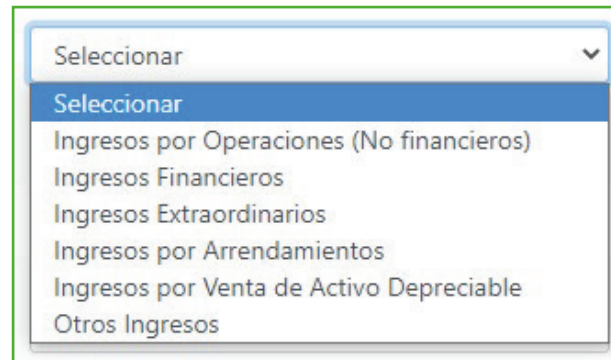 Seleccionar
Seleccionar
Ingresos por Operaciones (No financieros)
Ingresos Financieros
Ingresos Extraordinarios
Ingresos por Arrendamientos
Ingresos por Venta de Activo Depreciable
Otros Ingresos